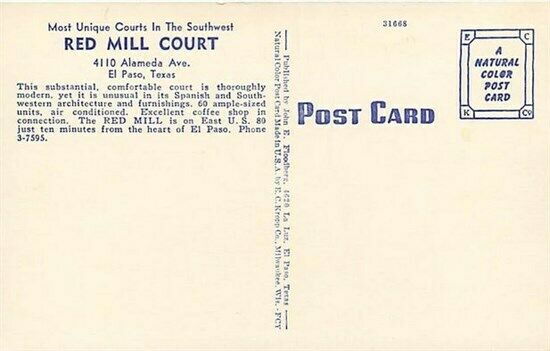 Most Unique Courts In The Southwest
RED MILL COURT
4110 Alameda Ave.
El Paso, Texas
This substantial, comfortable court is thoroughly
modern, yet it is unusual in its Spanish and South-
western architecture and furnishings. 60 ample-sized
units, air conditioned. Excellent coffee shop in
connection. The RED MILL is on East U. S. 80
just ten minutes from the heart of El Paso. Phone
3-7595.
Published by John E. Floodberg, 4620 La Luz, El Paso, Texas
Natural Color Post Card Made in U.S.A. by E. C. Kropp Co., Milwaukee, Wis. - FCY
31668
POST CARD
E C
A
NATURAL
COLOR
POST
CARD
K Co